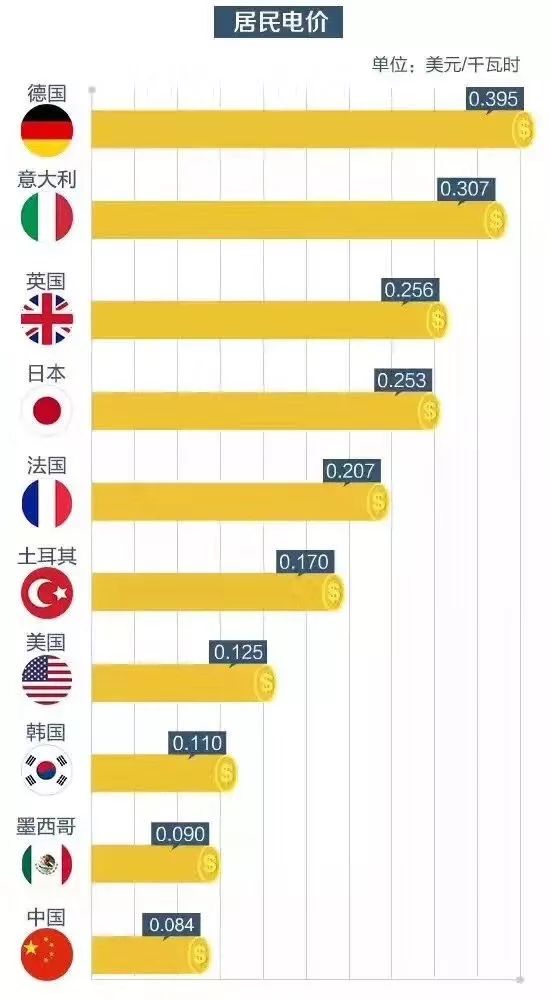 居民电价
单位：美元/千瓦时
德国
0.395
意大利
0.307
英国
0.256
日本
0.253
法国
0.207
土耳其
0.170
美国
0.125
韩国
0.110
墨西哥
0.090
中国
0.084